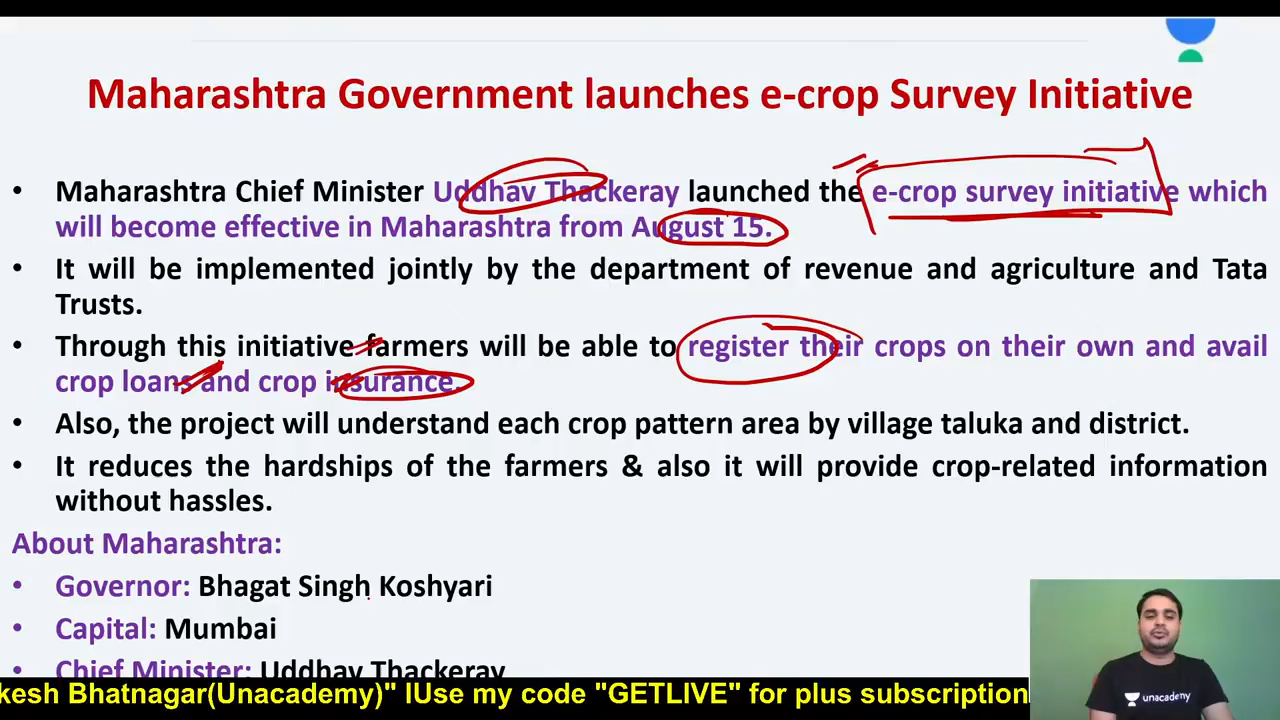 Maharashtra Government launches e-crop Survey Initiative
• Maharashtra Chief Minister Uddhav Thackeray launched the e-crop survey initiative which
will become effective in Maharashtra from August 15.
• It will be implemented jointly by the department of revenue and agriculture and Tata
Trusts.
• Through this initiative farmers will be able to register their crops on their own and avail
crop loans and crop insurance.
• Also, the project will understand each crop pattern area by village taluka and district.
• It reduces the hardships of the farmers & also it will provide crop-related information
without hassles.
About Maharashtra:
• Governor: Bhagat Singh Koshyari
• Capital: Mumbai
• Chief Minister: Uddhav Thackeray
unacademy
kesh Bhatnagar(Unacademy)" lUse my code "GETLIVE" for plus subscription